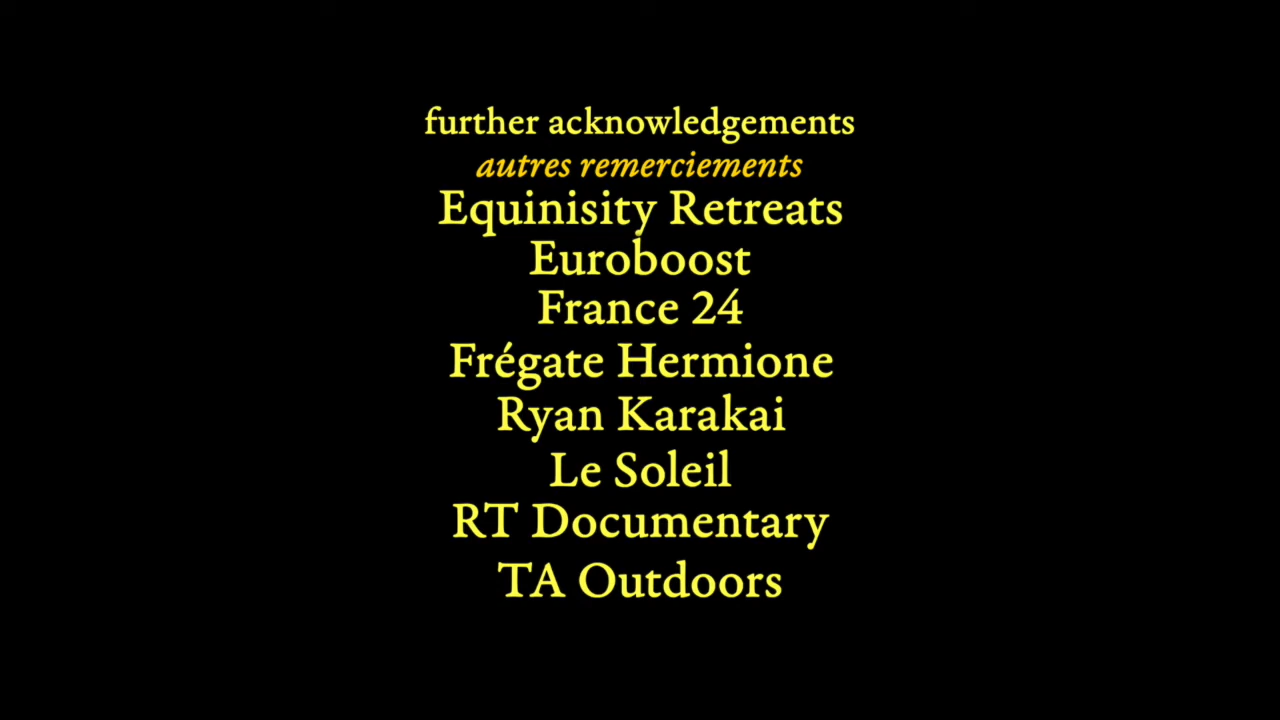 further acknowledgements
autres remerciements
Equinisity Retreats
Euroboost
France 24
Frégate Hermione
Ryan Karakai
Le Soleil
RT Documentary
TA Outdoors